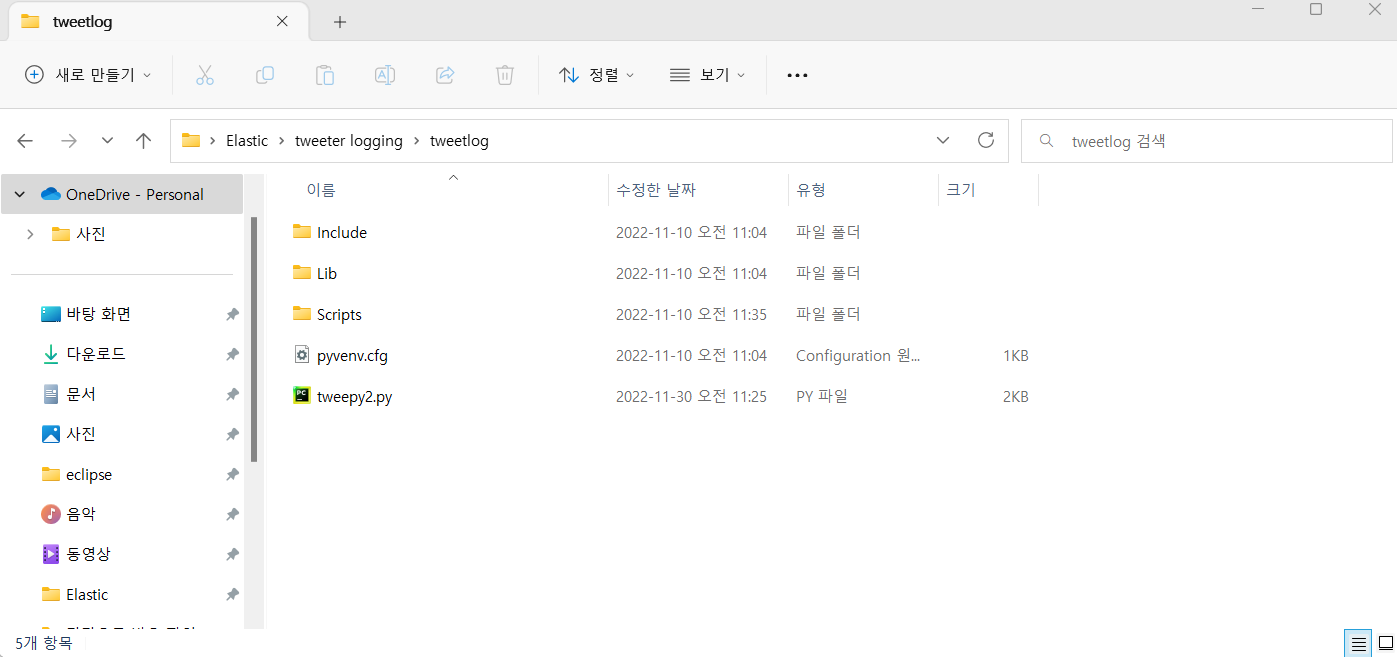 tweetlog
새로 만들기
정렬
보기
Elastic > tweeter logging > tweetlog
tweetlog 검색
OneDrive - Personal
사진
바탕 화면
다운로드
문서
사진
eclipse
음악
동영상
Elastic
이름 수정한 날짜 유형 크기
Include 2022-11-10 오전 11:04 파일 폴더
Lib 2022-11-10 오전 11:04 파일 폴더
Scripts 2022-11-10 오전 11:35 파일 폴더
pyvenv.cfg 2022-11-10 오전 11:04 Configuration 원... 1KB
tweepy2.py 2022-11-30 오전 11:25 PY 파일 2KB
5개 항목